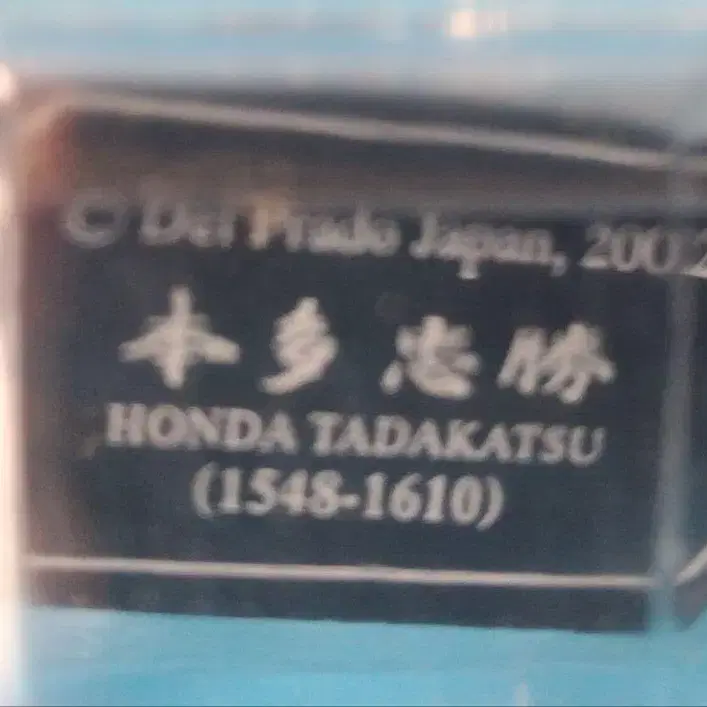 © Del Prado Japan, 2002
本多忠勝
HONDA TADAKATSU
(1548-1610)